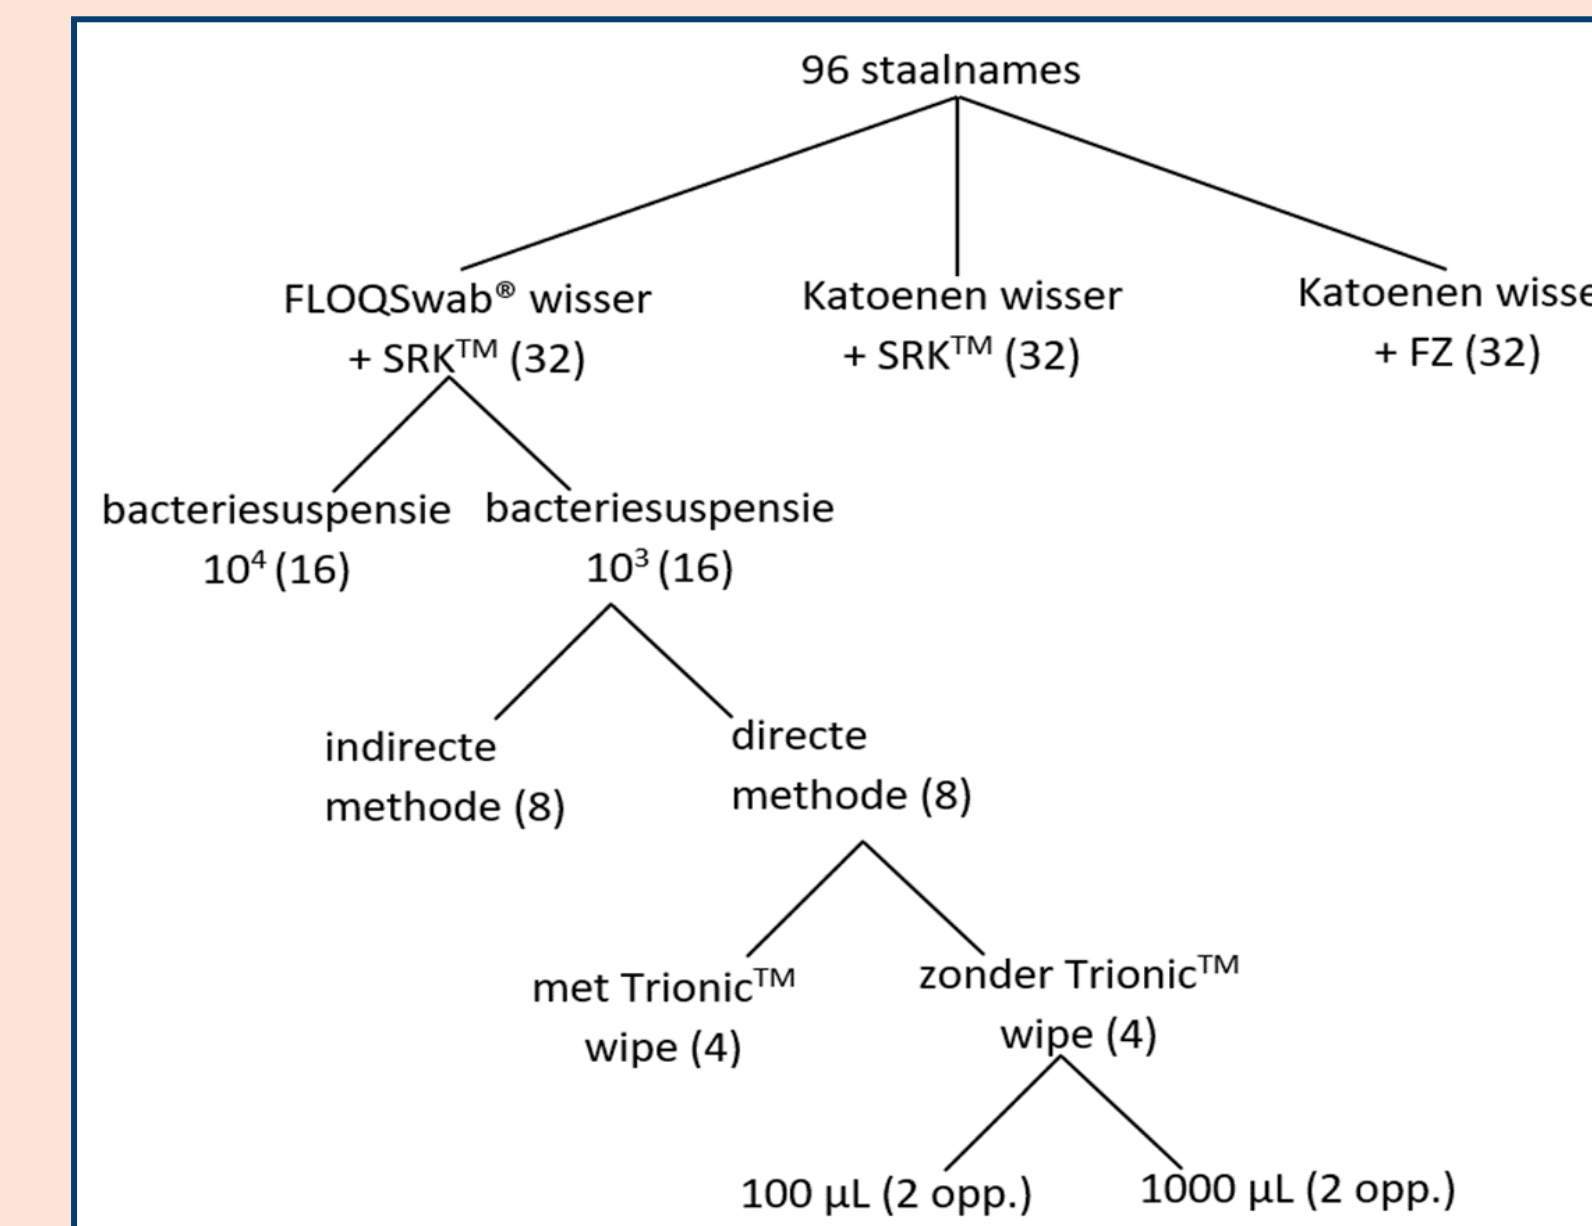 96 staalnames
FLOQSwab® wisser
+ SRK™ (32)
Katoenen wisser
+ SRK™ (32)
Katoenen wisse
+ FZ (32)
bacteriesuspensie
10⁴ (16)
bacteriesuspensie
10³ (16)
indirecte
methode (8)
directe
methode (8)
met Trionic™
wipe (4)
zonder Trionic™
wipe (4)
100 µL (2 opp.)
1000 µL (2 opp.)